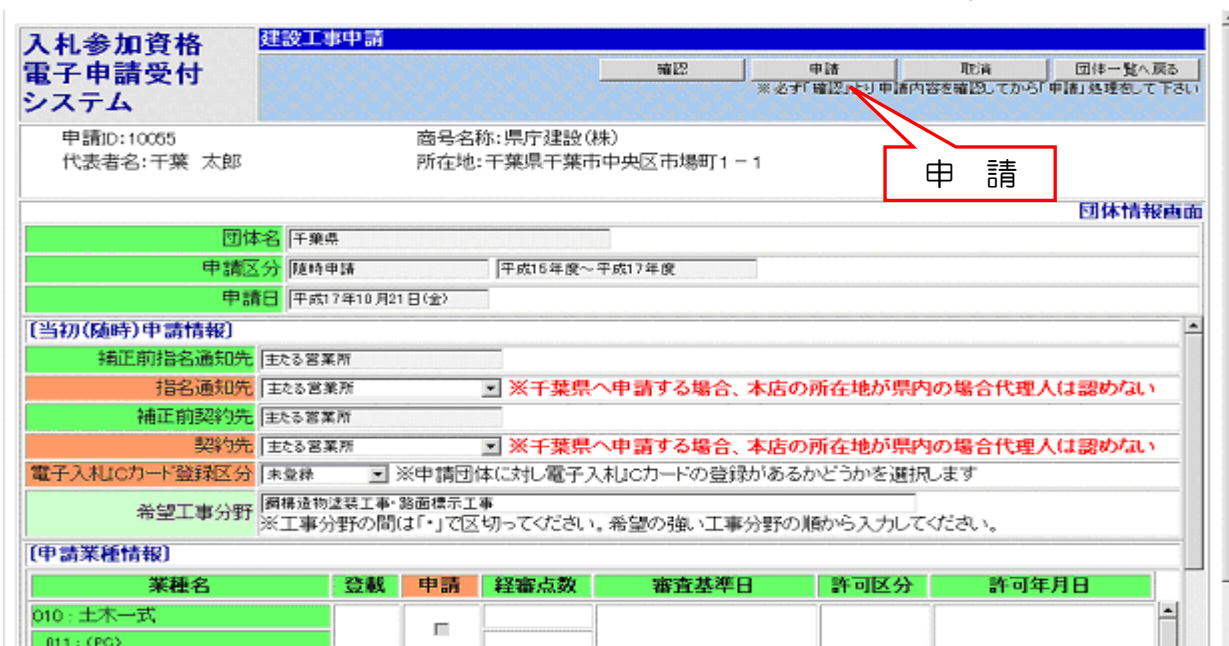 入札参加資格
電子申請受付
システム
建設工事申請
確認 申請 取消 団体一覧へ戻る
※必ず「確認」より申請内容を確認してから「申請」処理をして下さい
申請ID:10055 商号名称:県庁建設(株)
代表者名:千葉 太郎 所在地:千葉県千葉市中央区市場町1-1
申 請
団体情報画面
団体名 千葉県
申請区分 随時申請 平成16年度~平成17年度
申請日 平成17年10月21日(金)
[当初(随時)申請情報]
補正前指名通知先 主たる営業所
指名通知先 主たる営業所 ※千葉県へ申請する場合、本店の所在地が県内の場合代理人は認めない
補正前契約先 主たる営業所
契約先 主たる営業所 ※千葉県へ申請する場合、本店の所在地が県内の場合代理人は認めない
電子入札ICカード登録区分 未登録 ※申請団体に対し電子入札ICカードの登録があるかどうかを選択します
希望工事分野 鋼構造物塗装工事・路面標示工事
※工事分野の間は「・」で区切ってください。希望の強い工事分野の順から入力してください。
[申請業種情報]
業種名 登載 申請 経審点数 審査基準日 許可区分 許可年月日
010:土木一式
011:(PC)